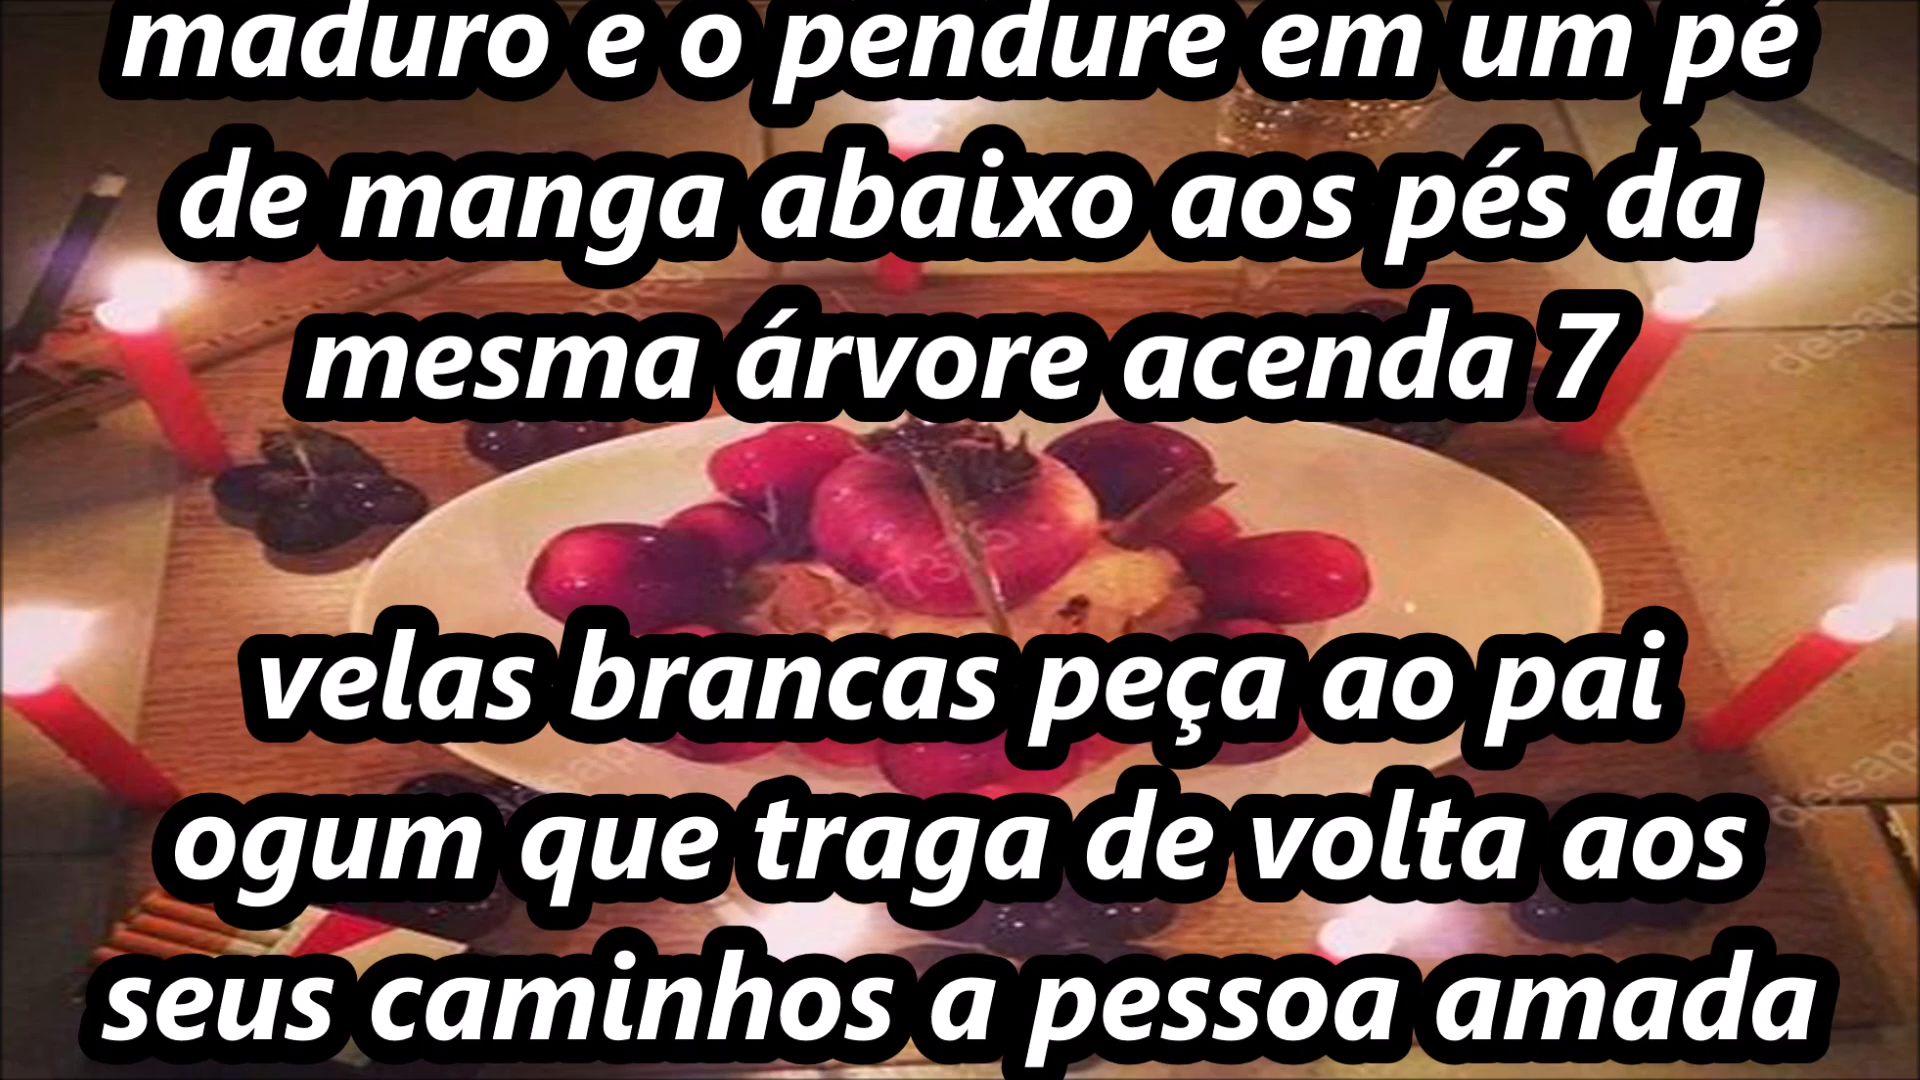 maduro e o pendure em um pé
de manga abaixo aos pés da
mesma árvore acenda 7
velas brancas peça ao pai
ogum que traga de volta aos
seus caminhos a pessoa amada